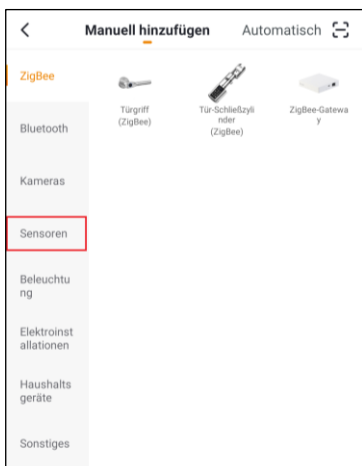 Manuell hinzufügen
Automatisch
ZigBee
Bluetooth
Kameras
Sensoren
Beleuchtu
ng
Elektroinst
allationen
Haushalts
geräte
Sonstiges
Türgriff
(ZigBee)
Tür-Schließzyli
nder
(ZigBee)
ZigBee-Gatewa
y